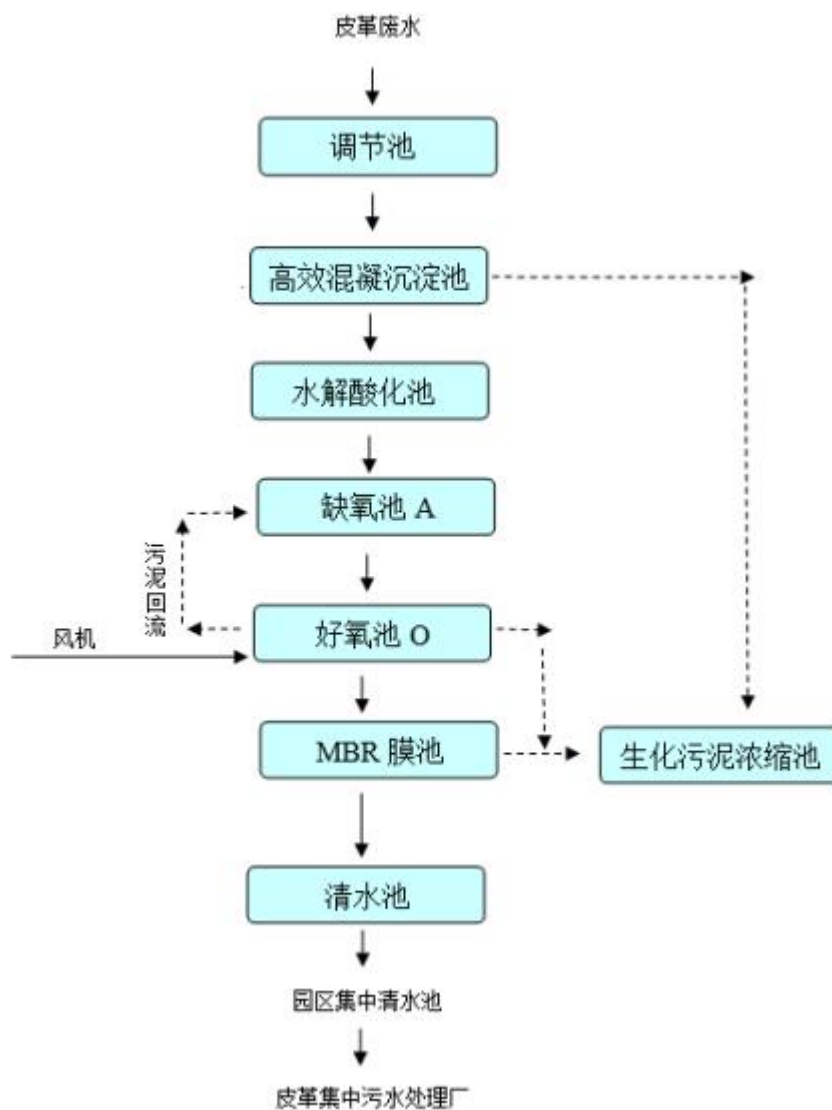 皮革废水
调节池
高效混凝沉淀池
水解酸化池
缺氧池 A
污泥回流
风机
好氧池 O
MBR 膜池
生化污泥浓缩池
清水池
园区集中清水池
皮革集中污水处理厂